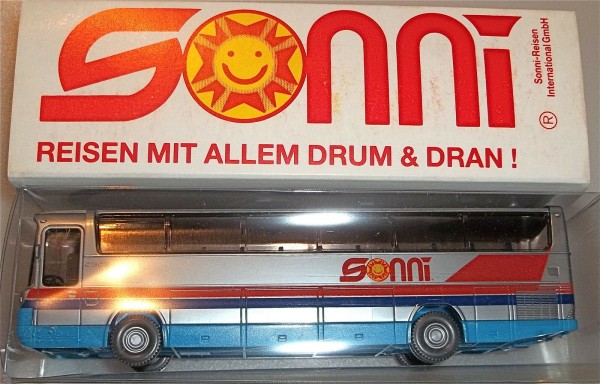 Sonni
Sonni-Reisen
International GmbH
®
REISEN MIT ALLEM DRUM & DRAN !
Sonni